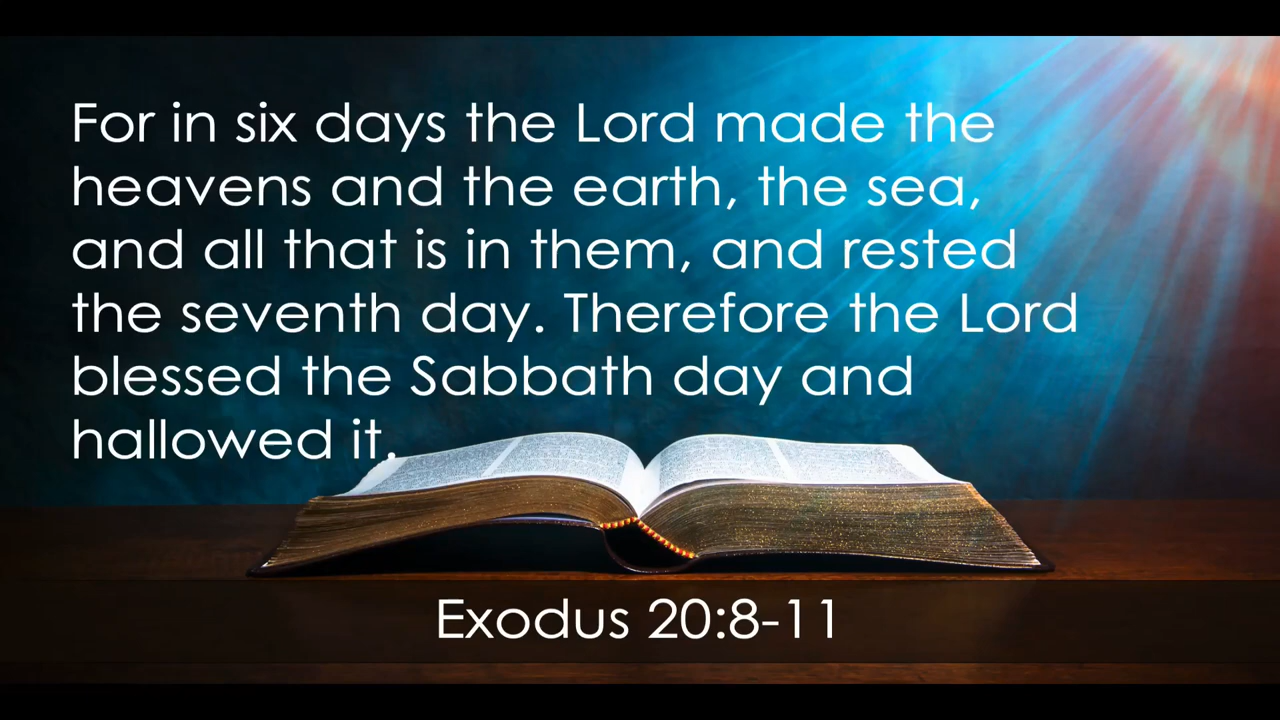 For in six days the Lord made the
heavens and the earth, the sea,
and all that is in them, and rested
the seventh day. Therefore the Lord
blessed the Sabbath day and
hallowed it.
Exodus 20:8-11